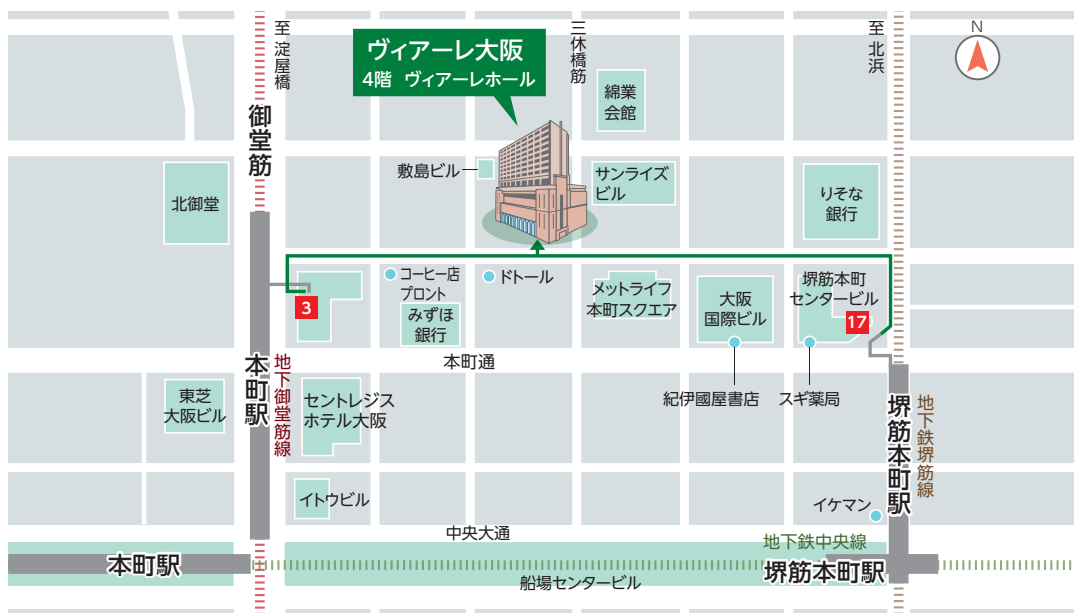 至 淀屋橋
三休橋筋
至 北浜
N
ヴィアーレ大阪
4階 ヴィアーレホール
綿業
会館
御堂筋
敷島ビル
サンライズ
ビル
北御堂
りそな
銀行
コーヒー店
プロント
ドトール
メットライフ
本町スクエア
大阪
国際ビル
堺筋本町
センタービル
3
みずほ
銀行
17
本町通
本町駅
地下御堂筋線
東芝
大阪ビル
セントレジス
ホテル大阪
紀伊國屋書店
スギ薬局
堺筋本町駅
地下鉄堺筋線
イトウビル
イケマン
中央大通
地下鉄中央線
本町駅
船場センタービル
堺筋本町駅